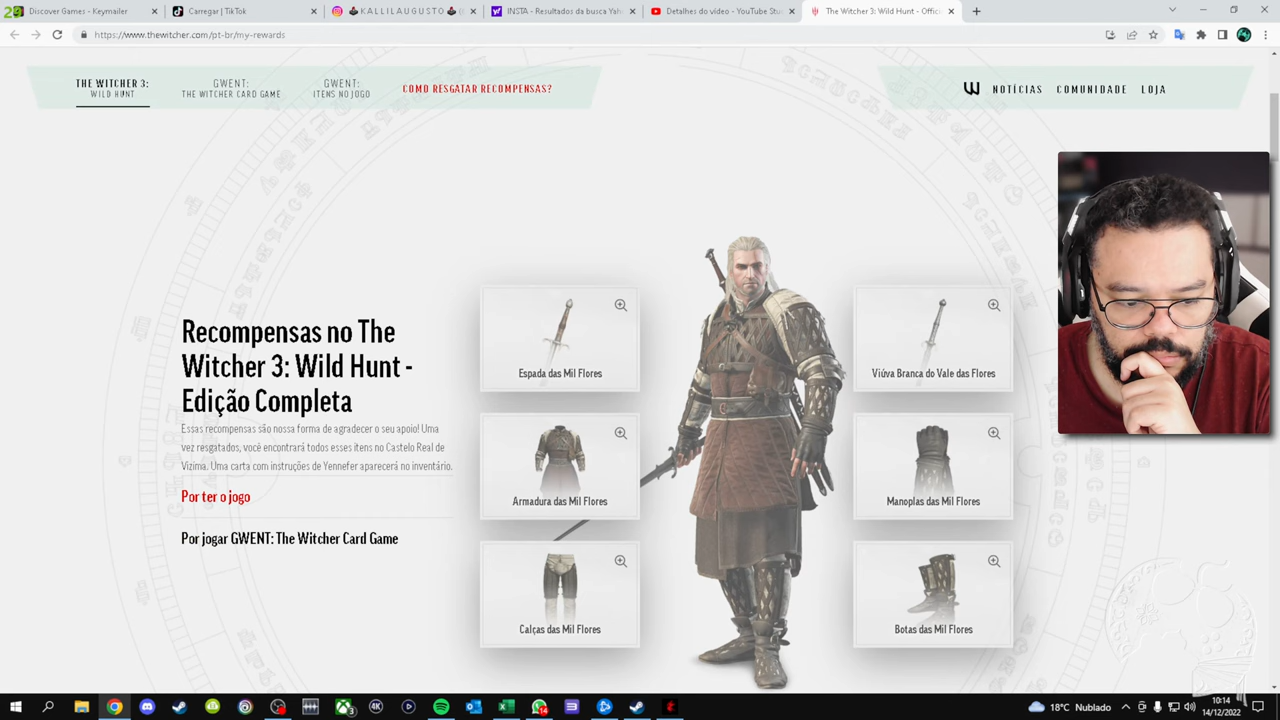 Discover Games - Keymailer
Carregar | TikTok
K A L L I L A U G U S T O
INSTA - Resultados da busca Yah
Detalhes do vídeo - YouTube Stu
The Witcher 3: Wild Hunt - Offici
https://www.thewitcher.com/pt-br/my-rewards
THE WITCHER 3:
WILD HUNT
GWENT:
THE WITCHER CARD GAME
GWENT:
ITENS NO JOGO
COMO RESGATAR RECOMPENSAS?
NOTÍCIAS
COMUNIDADE
LOJA
Recompensas no The
Witcher 3: Wild Hunt -
Edição Completa
Essas recompensas são nossa forma de agradecer o seu apoio! Uma
vez resgatados, você encontrará todos esses itens no Castelo Real de
Vizima. Uma carta com instruções de Yennefer aparecerá no inventário.
Por ter o jogo
Por jogar GWENT: The Witcher Card Game
Espada das Mil Flores
Viúva Branca do Vale das Flores
Armadura das Mil Flores
Manoplas das Mil Flores
Calças das Mil Flores
Botas das Mil Flores
18°C Nublado
10:14
14/12/2022